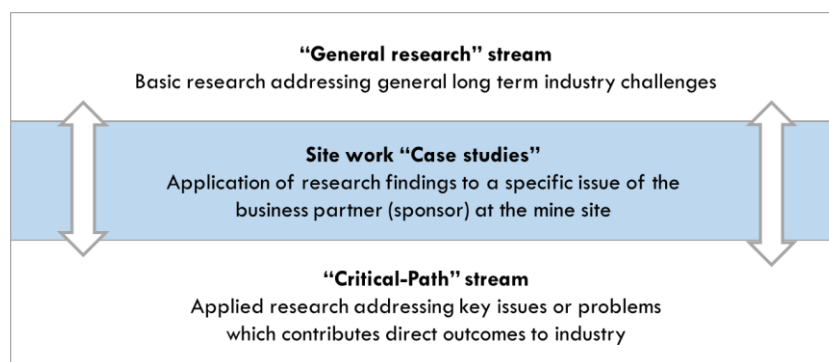 “General research” stream
Basic research addressing general long term industry challenges
Site work “Case studies”
Application of research findings to a specific issue of the
business partner (sponsor) at the mine site
“Critical-Path” stream
Applied research addressing key issues or problems
which contributes direct outcomes to industry